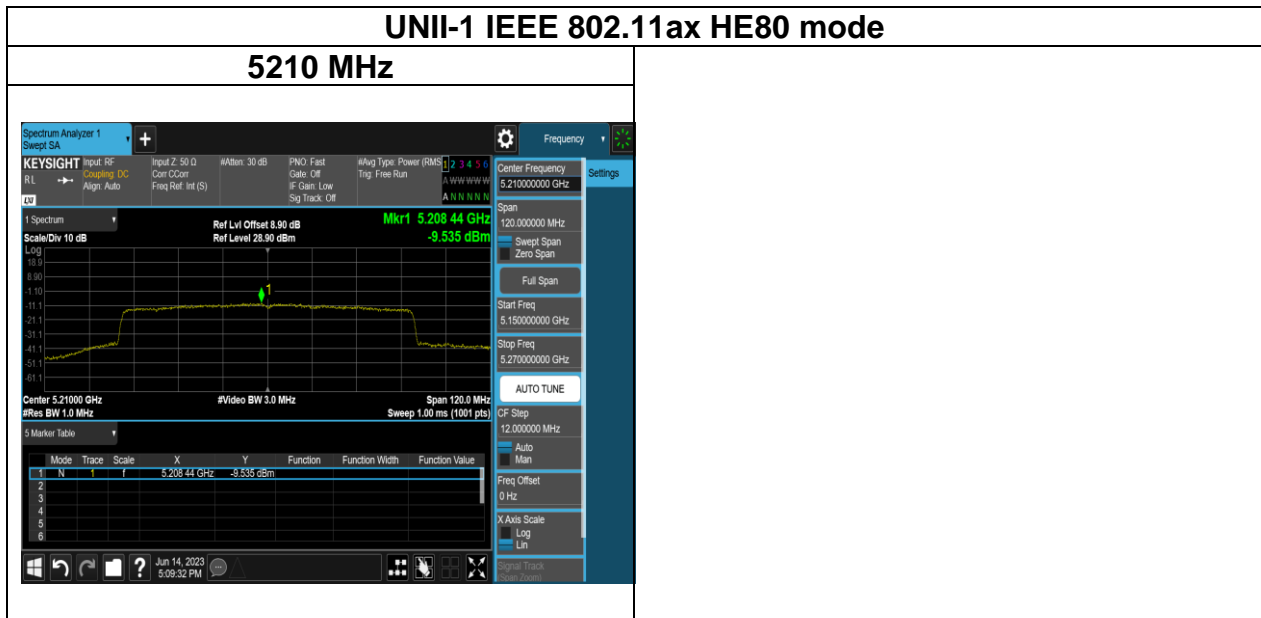 UNII-1 IEEE 802.11ax HE80 mode
5210 MHz
Spectrum Analyzer 1
Swept SA
Frequency
KEYSIGHT
RL
LXI
Input: RF
Coupling: DC
Align: Auto
Input Z: 50 Ω
Corr CCorr
Freq Ref: Int (S)
#Atten: 30 dB
PNO: Fast
Gate: Off
IF Gain: Low
Sig Track: Off
#Avg Type: Power (RMS
Trig: Free Run
1 2 3 4 5 6
A W W W W W
A N N N N N
1 Spectrum
Scale/Div 10 dB
Ref Lvl Offset 8.90 dB
Ref Level 28.90 dBm
Mkr1 5.208 44 GHz
-9.535 dBm
Log
18.9
8.90
-1.10
-11.1
-21.1
-31.1
-41.1
-51.1
-61.1
1
Center 5.21000 GHz
#Res BW 1.0 MHz
#Video BW 3.0 MHz
Span 120.0 MHz
Sweep 1.00 ms (1001 pts)
5 Marker Table
Mode Trace Scale X Y Function Function Width Function Value
1 N 1 f 5.208 44 GHz -9.535 dBm
2
3
4
5
6
Jun 14, 2023
5:09:32 PM
Center Frequency
5.210000000 GHz
Settings
Span
120.000000 MHz
Swept Span
Zero Span
Full Span
Start Freq
5.150000000 GHz
Stop Freq
5.270000000 GHz
AUTO TUNE
CF Step
12.000000 MHz
Auto
Man
Freq Offset
0 Hz
X Axis Scale
Log
Lin
Signal Track
(Span Zoom)